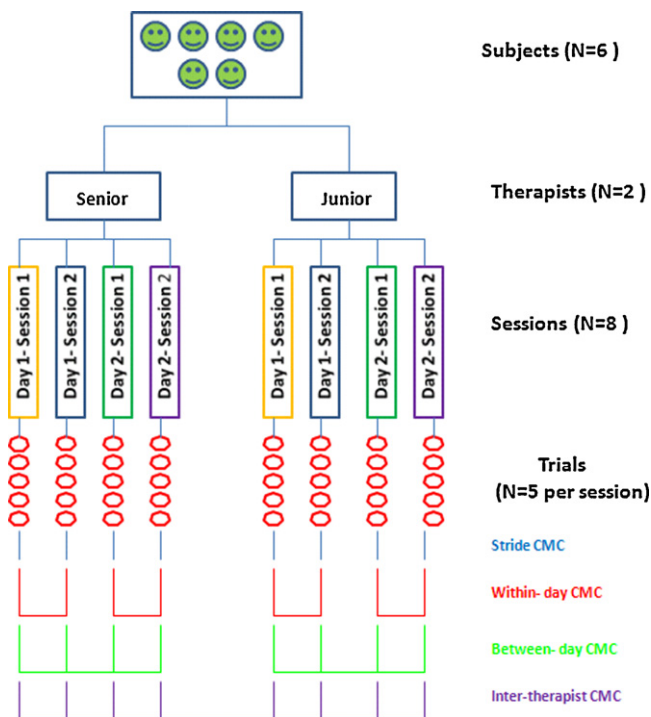 Subjects (N=6 )
Senior
Junior
Therapists (N=2 )
Day 1- Session 1
Day 1- Session 2
Day 2- Session 1
Day 2- Session 2
Day 1- Session 1
Day 1- Session 2
Day 2- Session 1
Day 2- Session 2
Sessions (N=8 )
Trials
(N=5 per session)
Stride CMC
Within- day CMC
Between- day CMC
Inter-therapist CMC